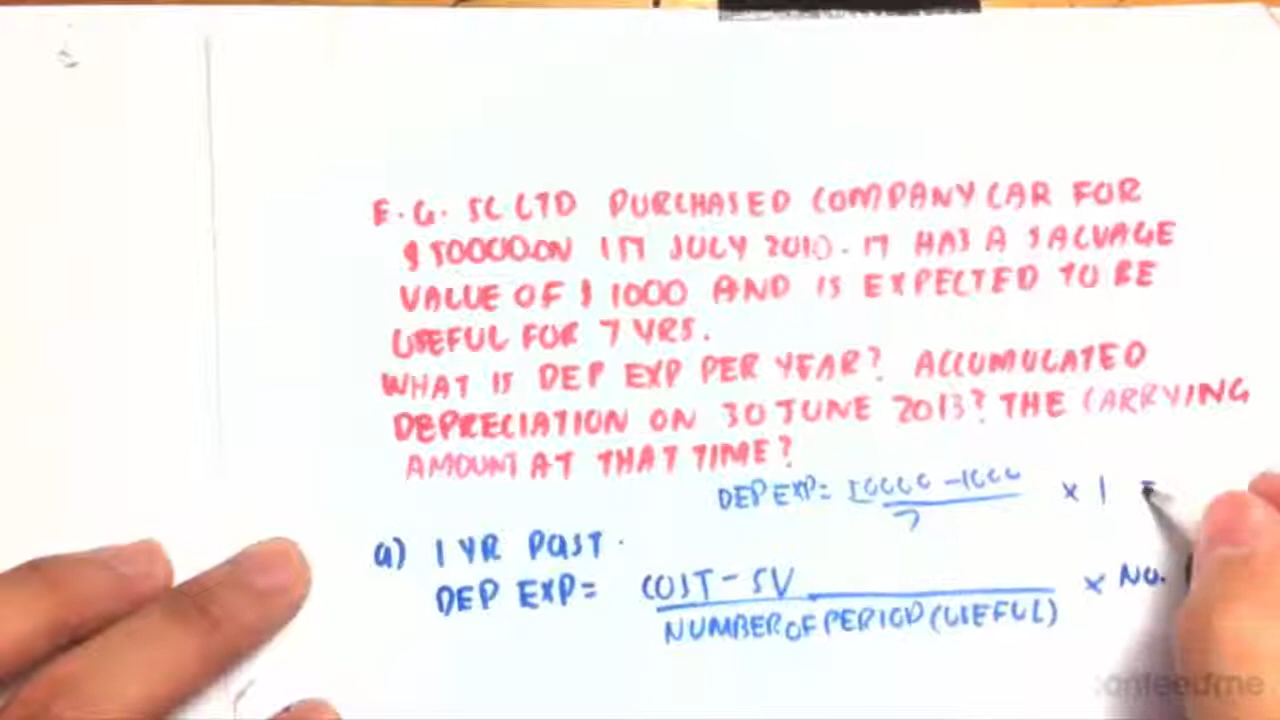 E.G. SC LTD PURCHASED COMPANY CAR FOR
$50000.ON 1ST JULY 2010. IT HAS A SALVAGE
VALUE OF $1000 AND IS EXPECTED TO BE
USEFUL FOR 7 YRS.
WHAT IS DEP EXP PER YEAR? ACCUMULATED
DEPRECIATION ON 30 JUNE 2013? THE CARRYING
AMOUNT AT THAT TIME?
DEP EXP = 50000 - 1000 × 1
7
a) 1 YR PAST.
DEP EXP = COST - SV × NO.
NUMBER OF PERIOD (USEFUL)